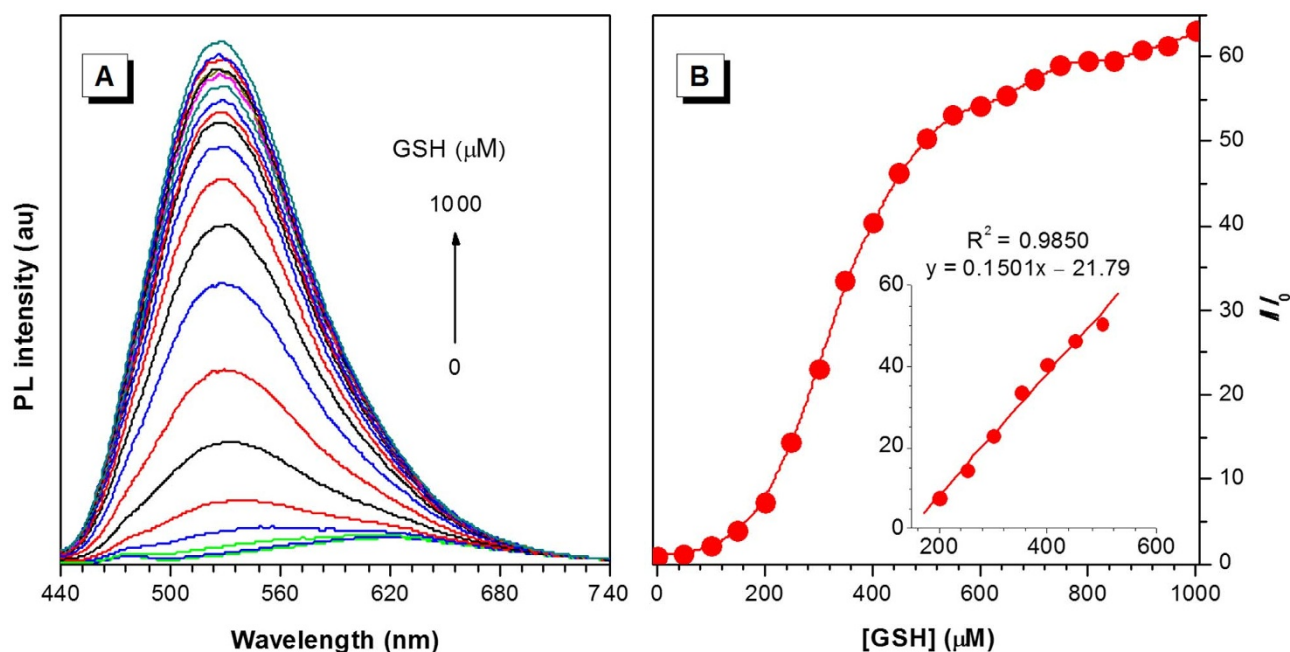 A
PL intensity (au)
GSH (μM)
1000
0
440 500 560 620 680 740
Wavelength (nm)
B
60
50
40
30
20
10
0
I/I0
R² = 0.9850
y = 0.1501x – 21.79
60
40
20
0
200 400 600
0 200 400 600 800 1000
[GSH] (μM)